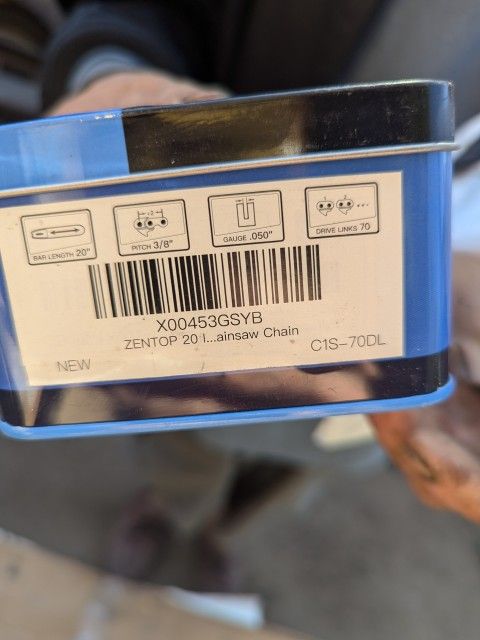 BAR LENGTH 20"
PITCH 3/8"
GAUGE .050"
DRIVE LINKS 70
X00453GSYB
ZENTOP 20 I...ainsaw Chain
NEW
C1S-70DL